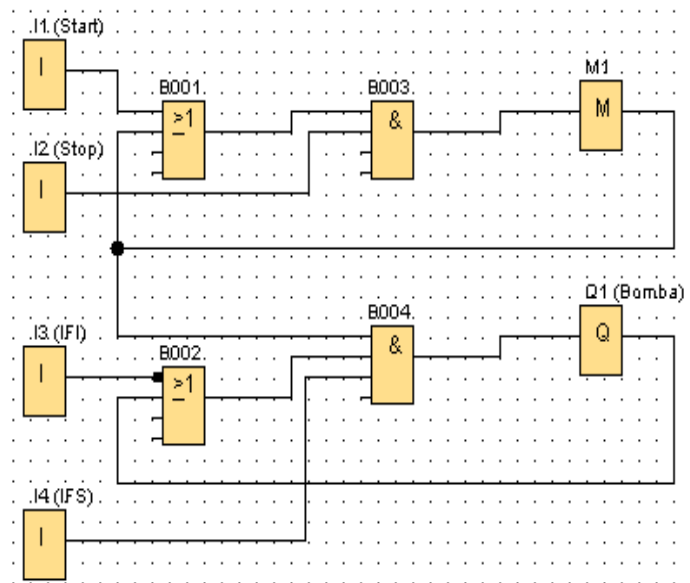 I1 (Start)
I
B001
≥1
B003
&
M1
M
I2 (Stop)
I
Q1 (Bomba)
Q
B004
&
I3 (IFI)
I
B002
≥1
I4 (IFS)
I